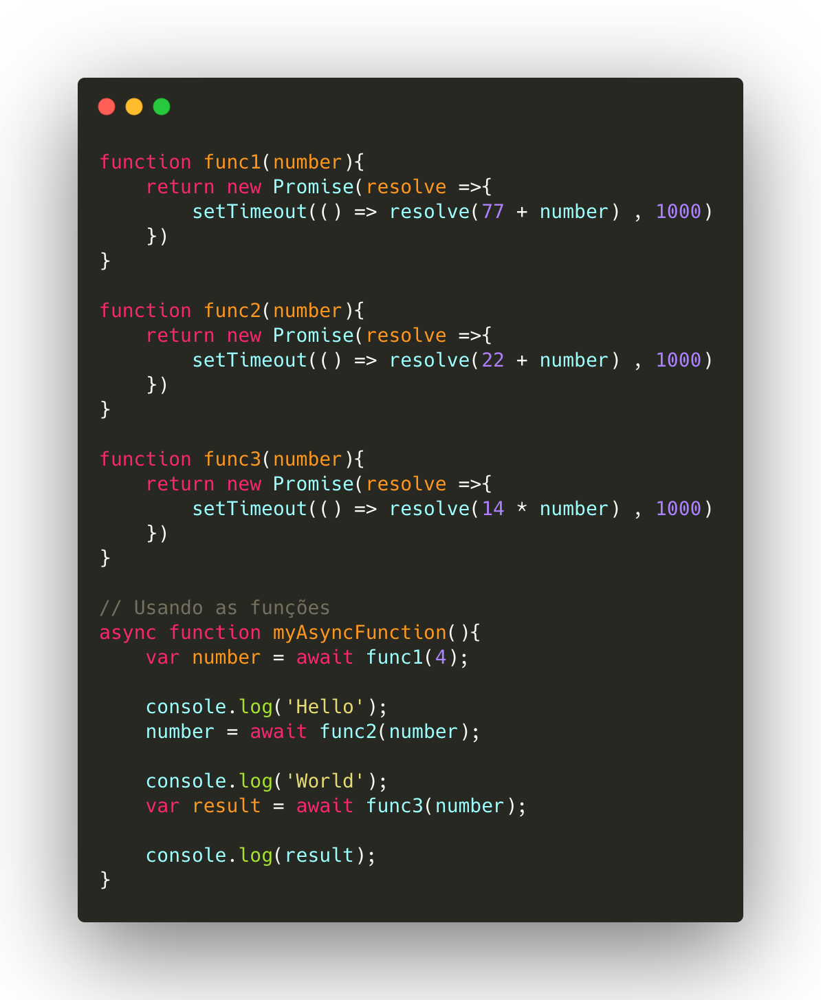 function func1(number){
    return new Promise(resolve =>{
        setTimeout(() => resolve(77 + number) , 1000)
    })
}

function func2(number){
    return new Promise(resolve =>{
        setTimeout(() => resolve(22 + number) , 1000)
    })
}

function func3(number){
    return new Promise(resolve =>{
        setTimeout(() => resolve(14 * number) , 1000)
    })
}

// Usando as funções
async function myAsyncFunction(){
    var number = await func1(4);

    console.log('Hello');
    number = await func2(number);

    console.log('World');
    var result = await func3(number);

    console.log(result);
}